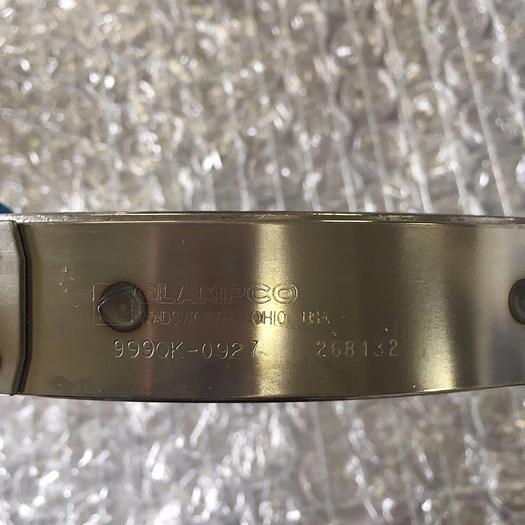 CLAMPCO
WADSWORTH, OHIO USA
9990K-0927 268132